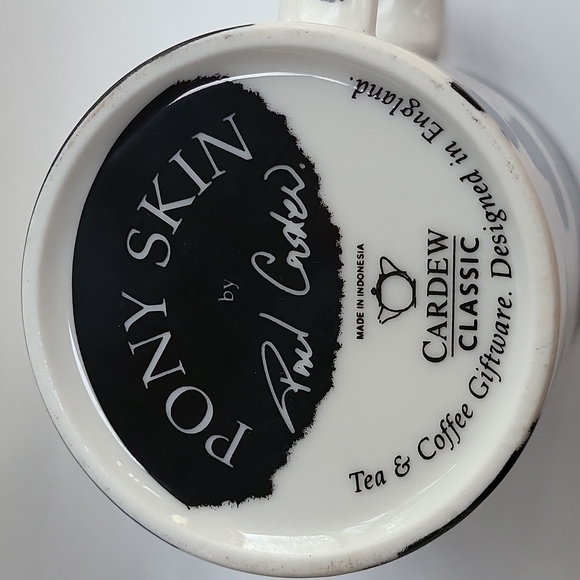 PONY SKIN
by
Paul Cardew.
MADE IN INDONESIA
CARDEW
CLASSIC
Tea & Coffee Giftware. Designed in England.